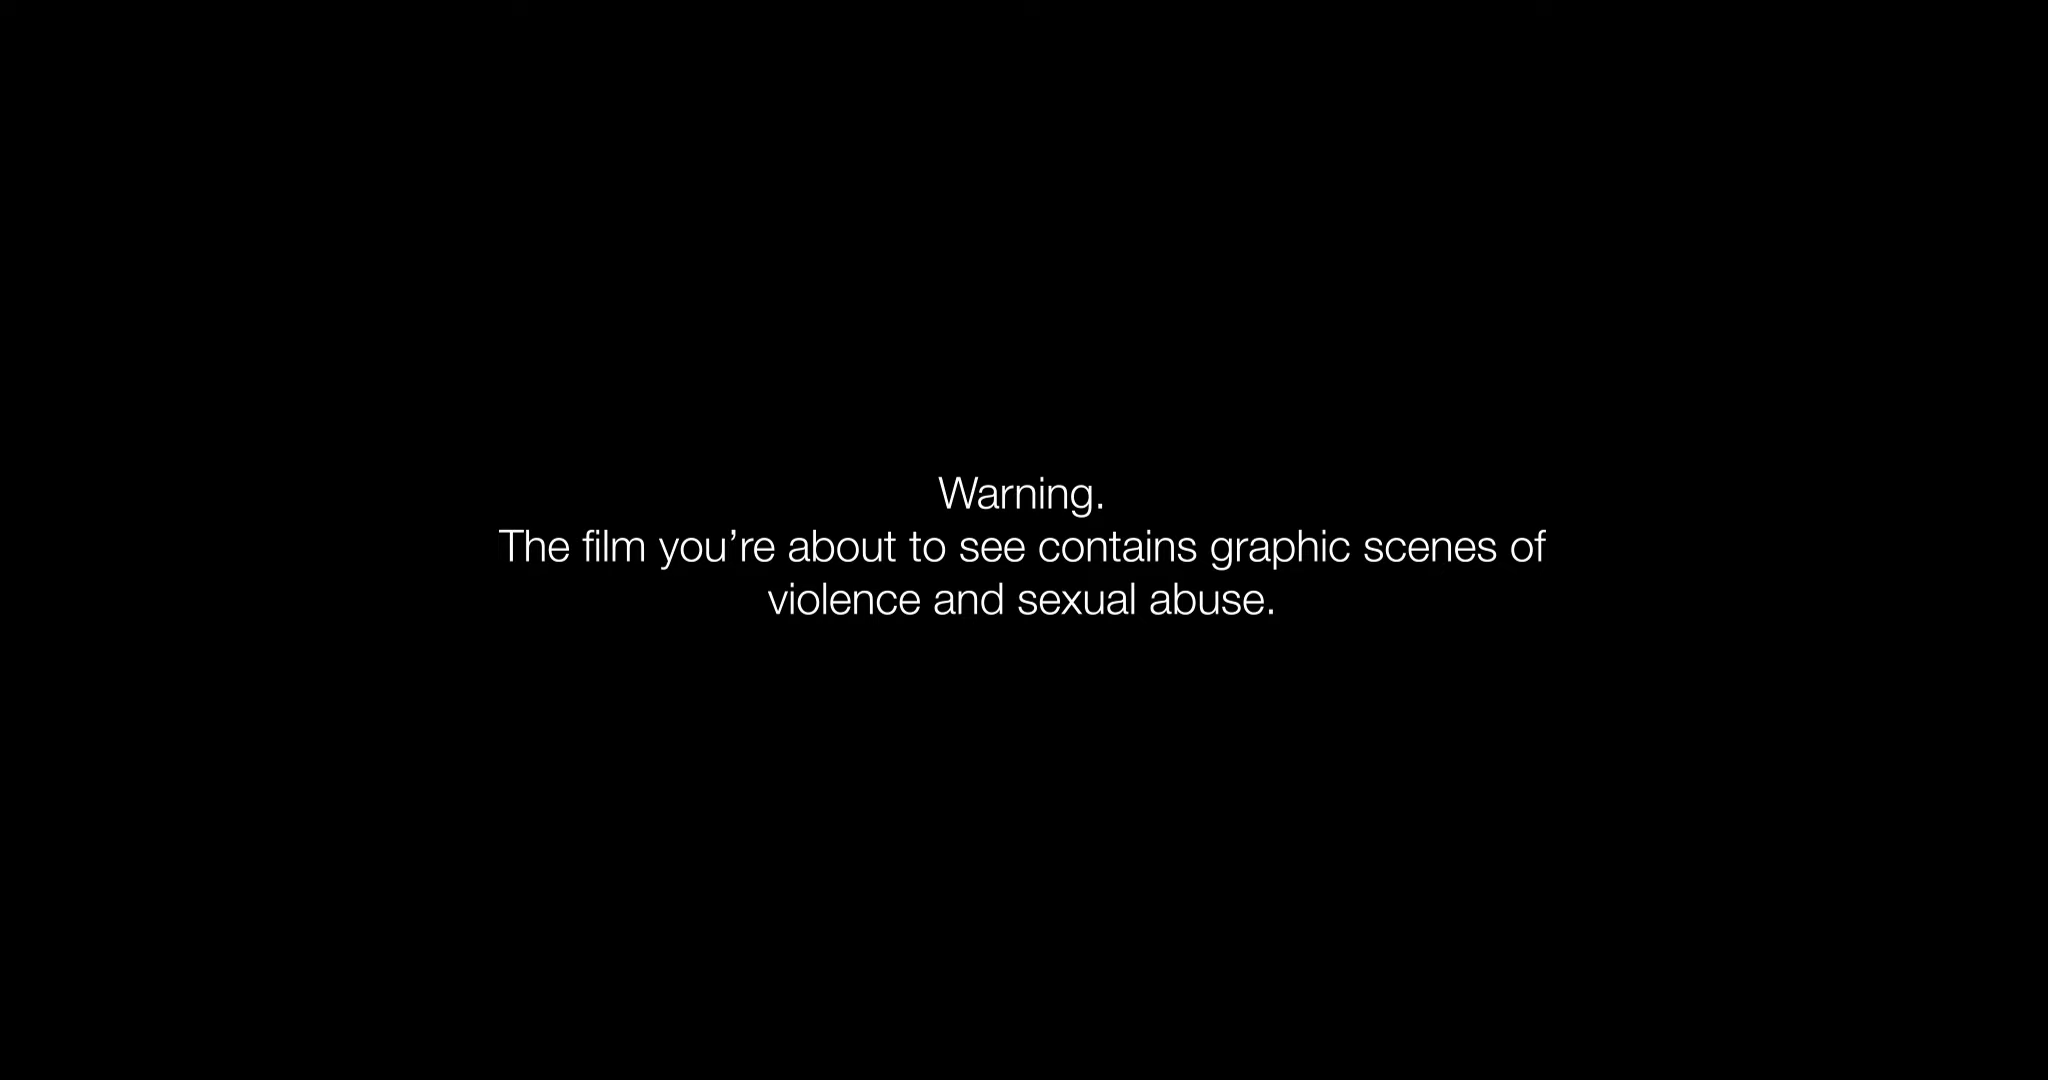 Warning.
The film you’re about to see contains graphic scenes of
violence and sexual abuse.